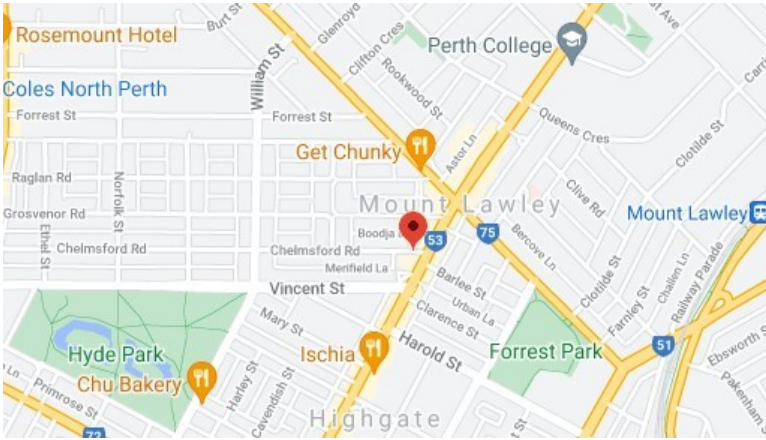 Burt St
Glenroyd
Rosemount Hotel
William St
Clifton Cres
Perth College
Coles North Perth
Rookwood St
Forrest St
Forrest St
Queens Cres
Astor Ln
Clotilde St
Get Chunky
Raglan Rd
Norfolk St
Clive Rd
Mount Lawley
Mount Lawley
Grosvenor Rd
Ethel St
Boodja
53
75
Chelmsford Rd
Chelmsford Rd
Bercove Ln
Merifield La
Barlee St
Challen Ln
Railway Parade
Vincent St
Urban La
Clotilde St
Farnley St
Clarence St
Mary St
Harold St
51
Hyde Park
Ischia
Forrest Park
Ebsworth S
Chu Bakery
Harley St
Cavendish St
Primrose St
Pakenham
Highgate
72